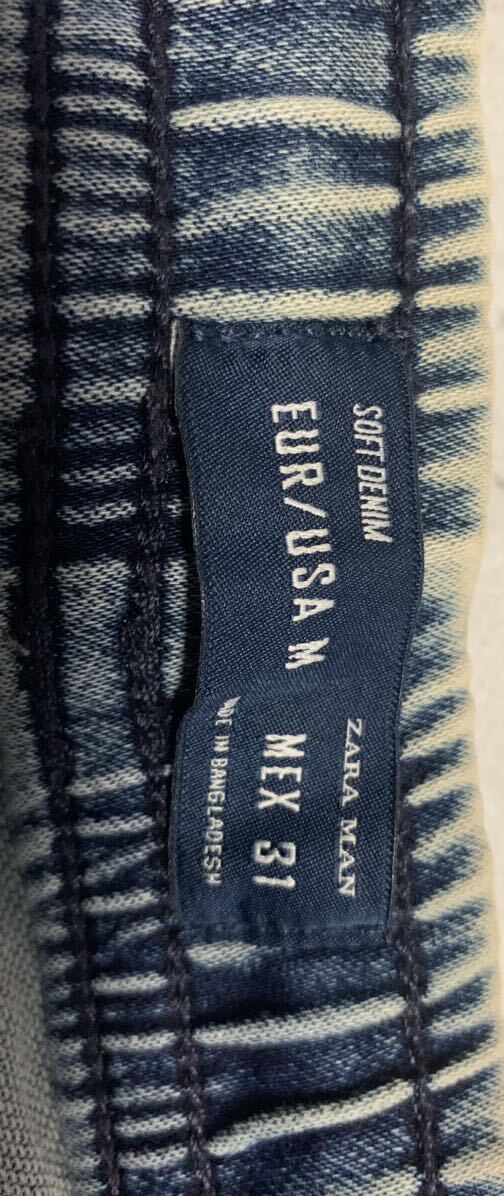 SOFT DENIM
EUR/USA M
ZARA MAN
MEX 31
MADE IN BANGLADESH